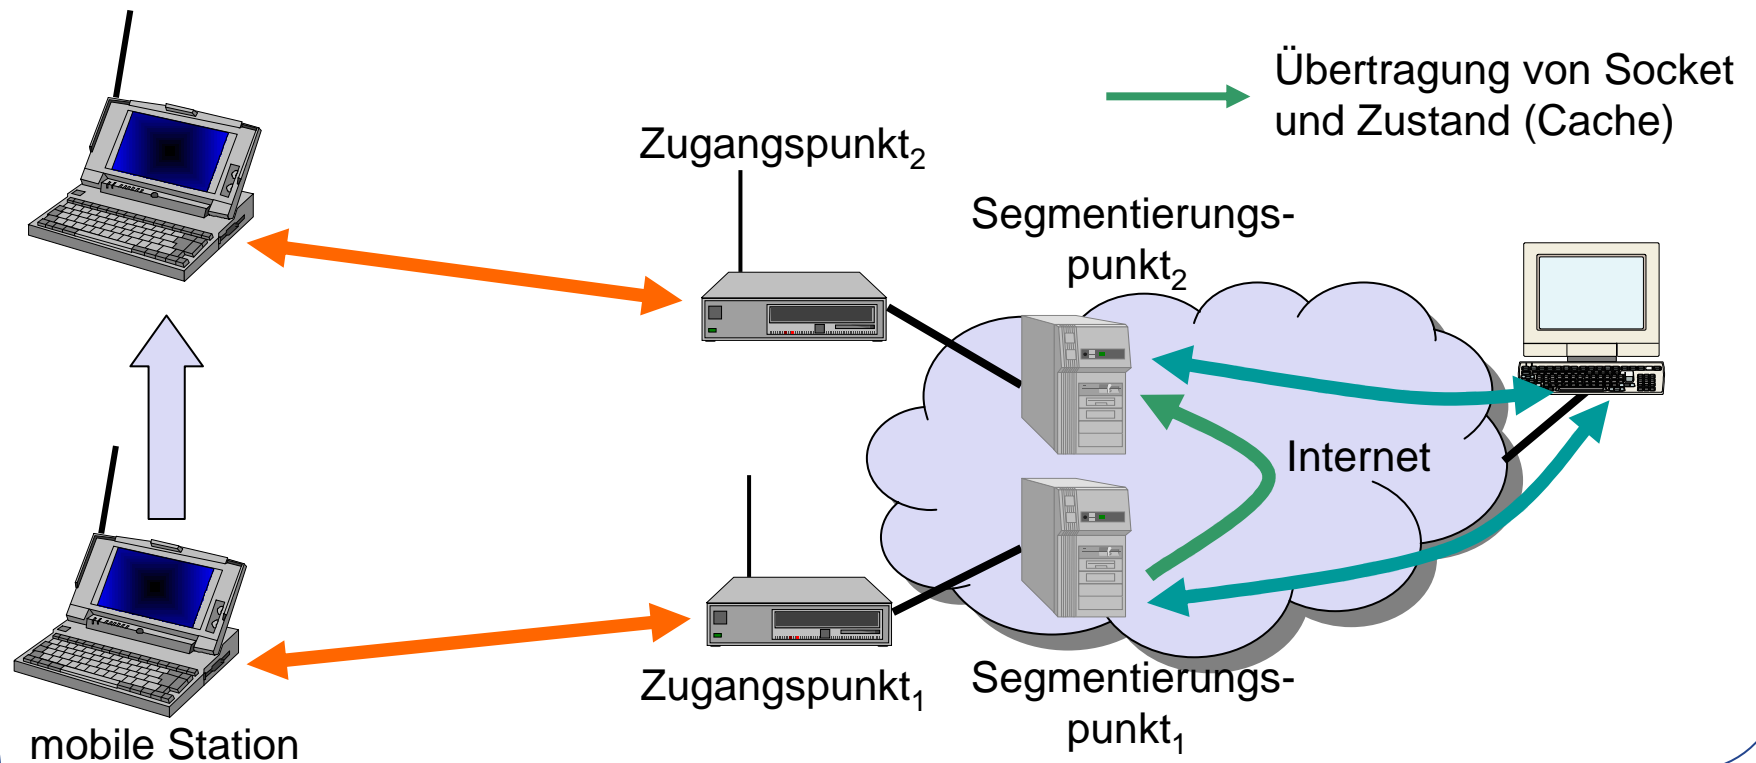 Übertragung von Socket
und Zustand (Cache)
Zugangspunkt₂
Segmentierungs-
punkt₂
Internet
Zugangspunkt₁
Segmentierungs-
punkt₁
mobile Station